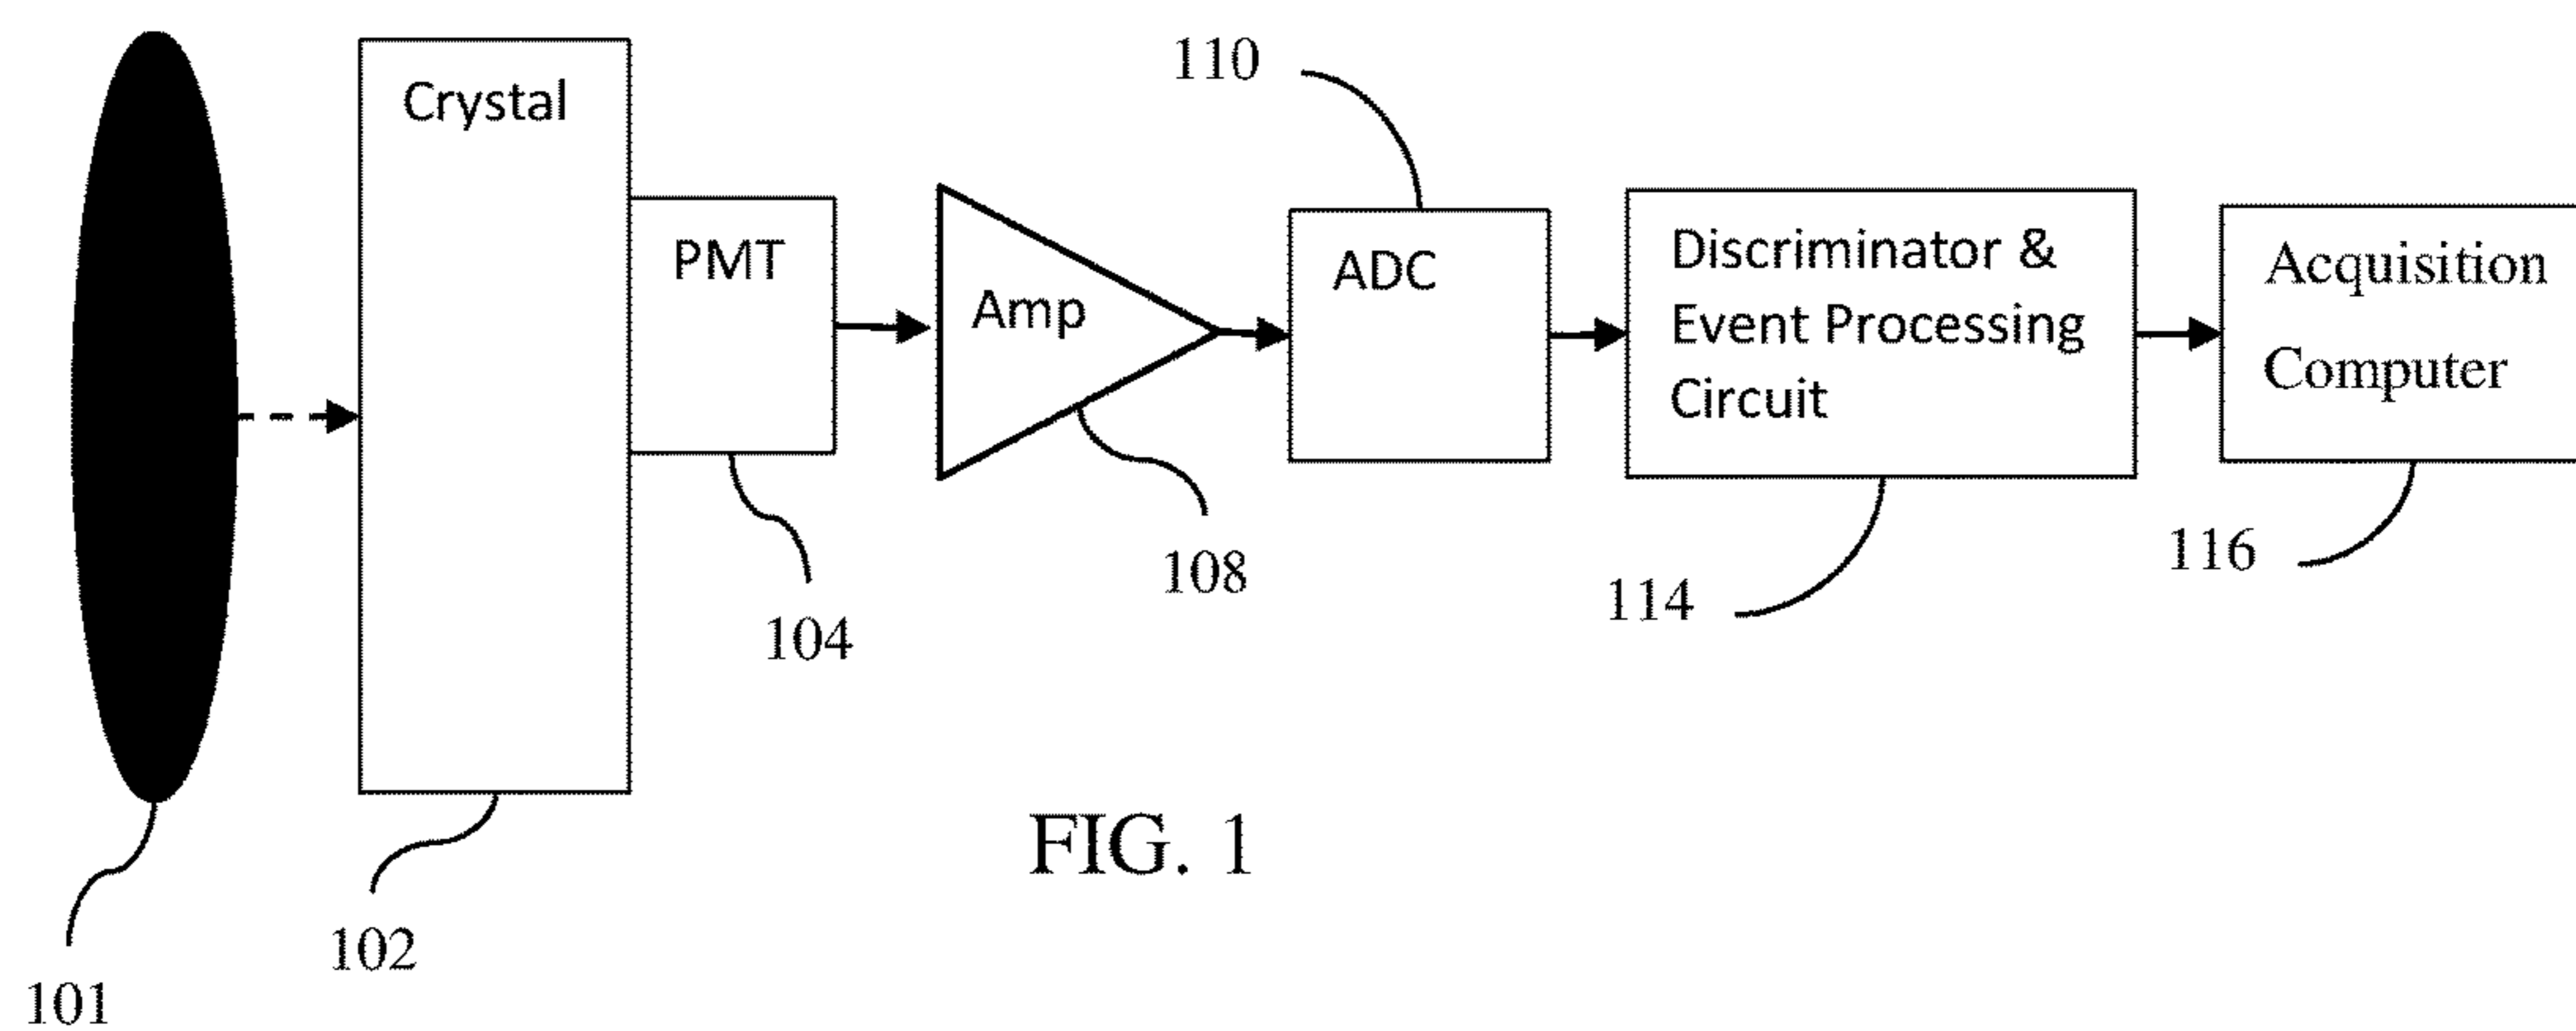 110
Crystal
PMT
Amp
ADC
Discriminator &
Event Processing
Circuit
Acquisition
Computer
108
104
114
116
FIG. 1
102
101